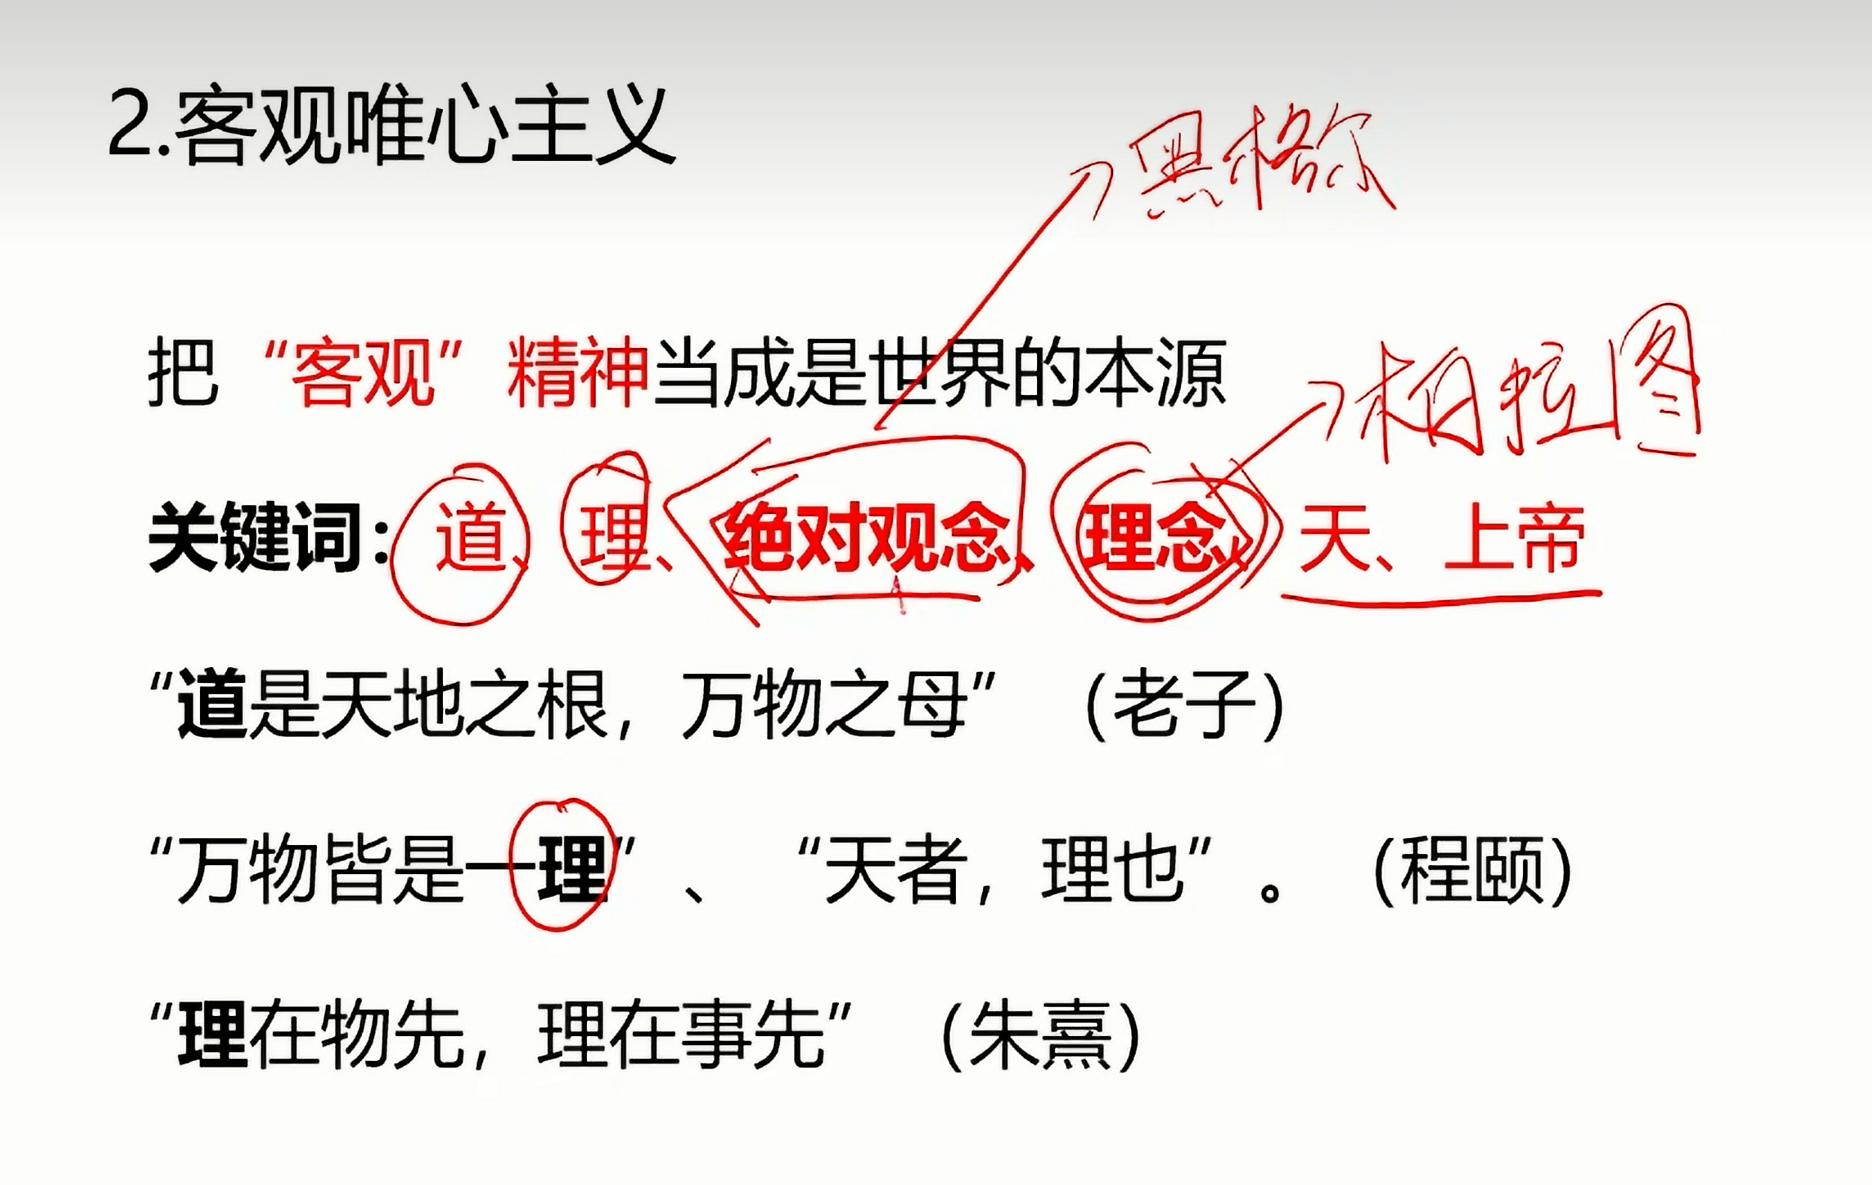 2.客观唯心主义
黑格尔
把“客观”精神当成是世界的本源
柏拉图
关键词：道、理、绝对观念、理念、天、上帝
“道是天地之根，万物之母”（老子）
“万物皆是一理”、“天者，理也”。（程颐）
“理在物先，理在事先”（朱熹）